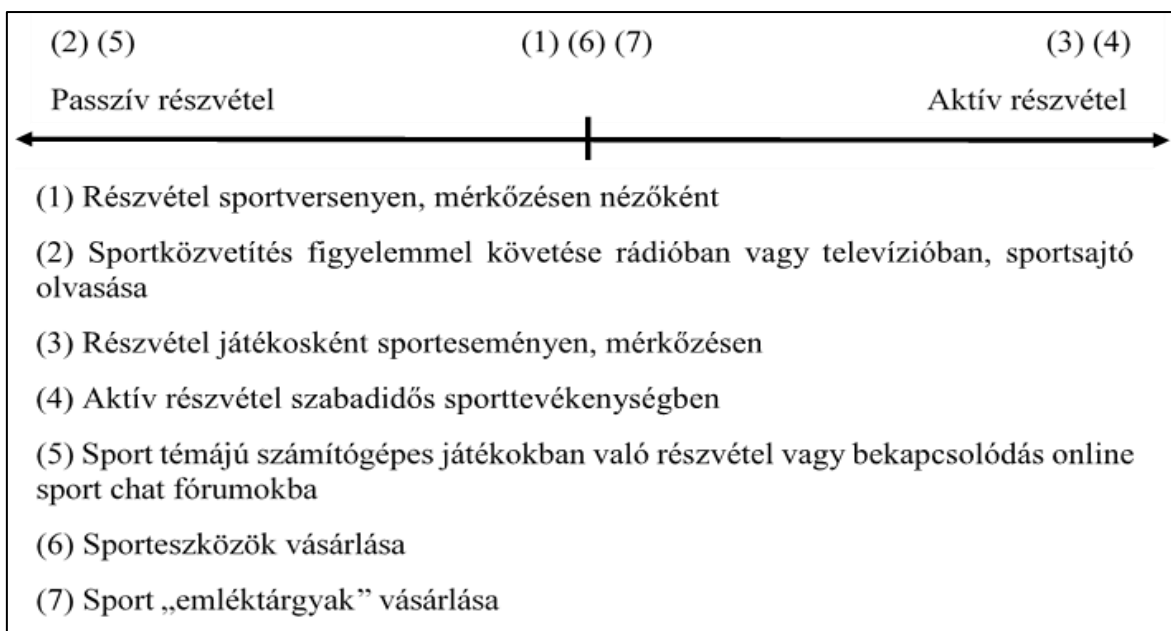 (2) (5) (1) (6) (7) (3) (4)
Passzív részvétel Aktív részvétel
(1) Részvétel sportversenyen, mérkőzésen nézőként
(2) Sportközvetítés figyelemmel követése rádióban vagy televízióban, sportsajtó
olvasása
(3) Részvétel játékosként sporteseményen, mérkőzésen
(4) Aktív részvétel szabadidős sporttevékenységben
(5) Sport témájú számítógépes játékokban való részvétel vagy bekapcsolódás online
sport chat fórumokba
(6) Sporteszközök vásárlása
(7) Sport „emléktárgyak” vásárlása